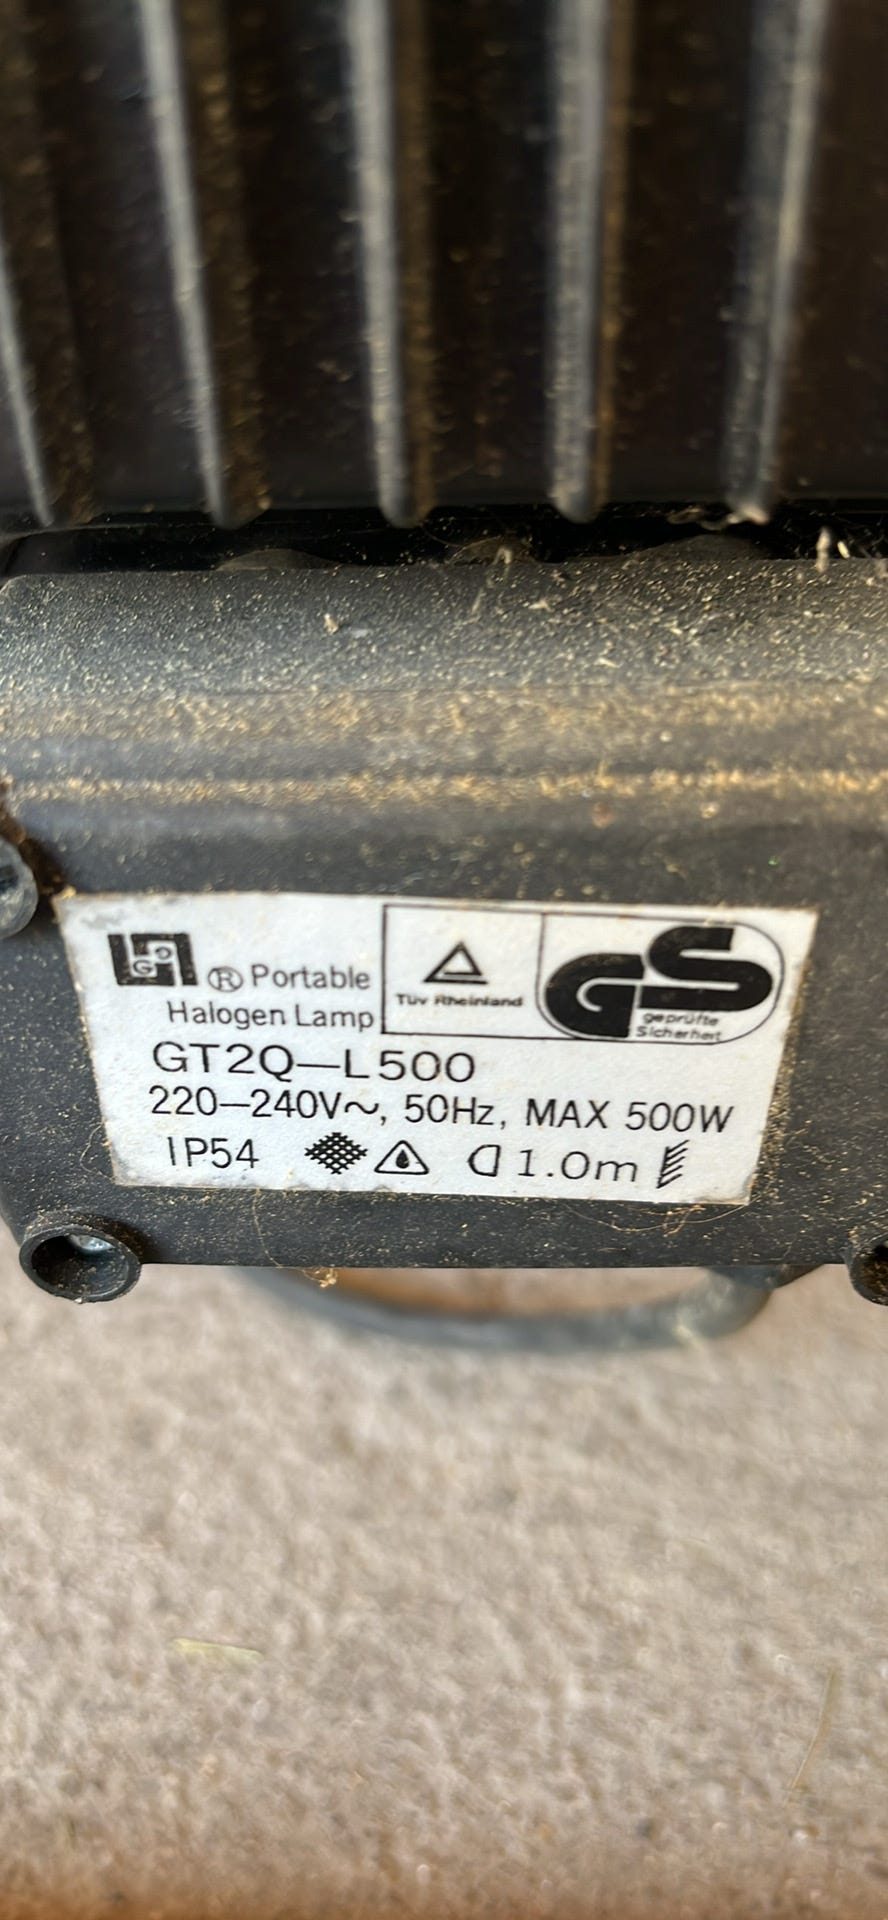 ® Portable
Halogen Lamp
TÜV Rheinland
GS
geprüfte
Sicherheit
GT2Q—L500
220—240V~, 50Hz, MAX 500W
IP54 1.0m